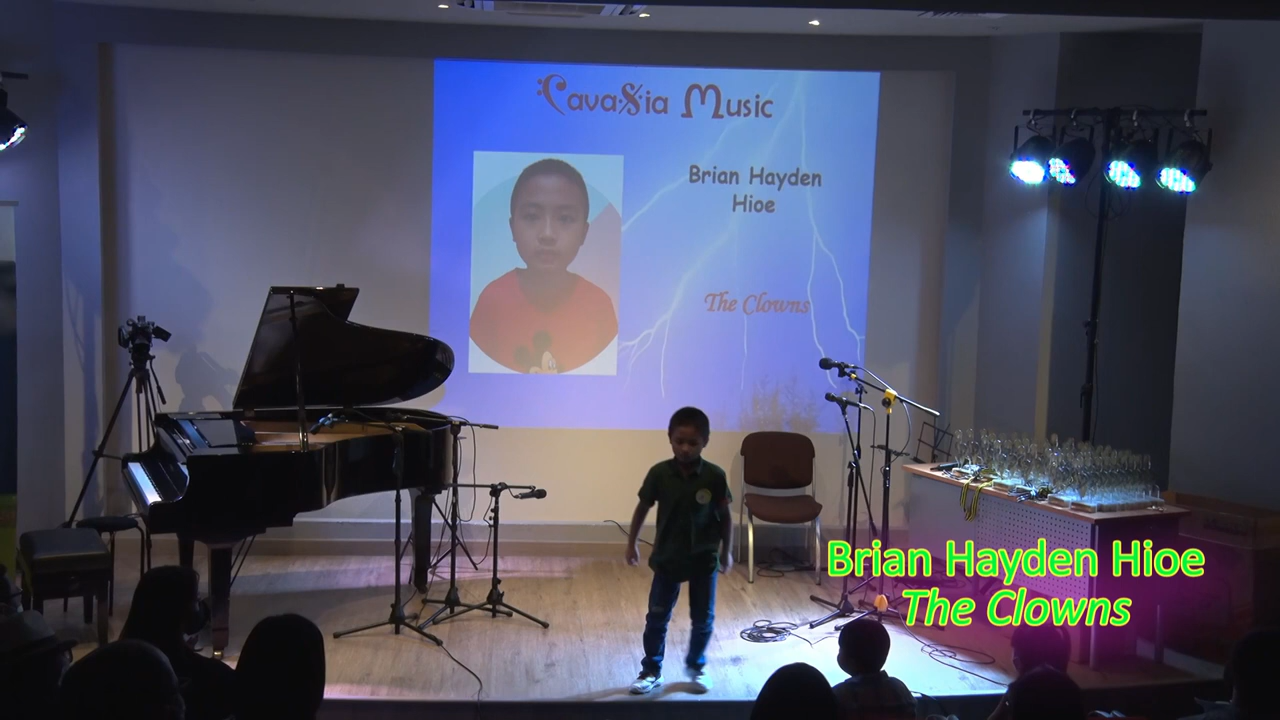 CavaSia Music
Brian Hayden
Hioe
The Clowns
Brian Hayden Hioe
The Clowns